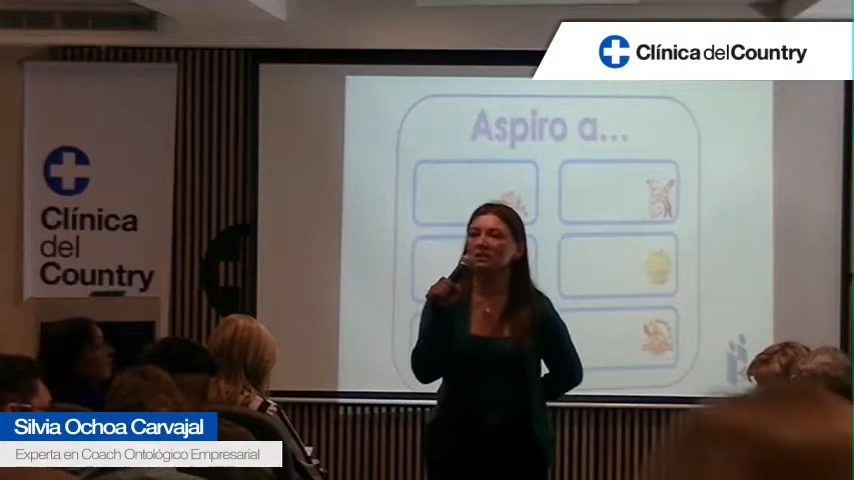 Clínica del Country
Aspiro a...
Clínica
del
Country
Silvia Ochoa Carvajal
Experta en Coach Ontológico Empresarial